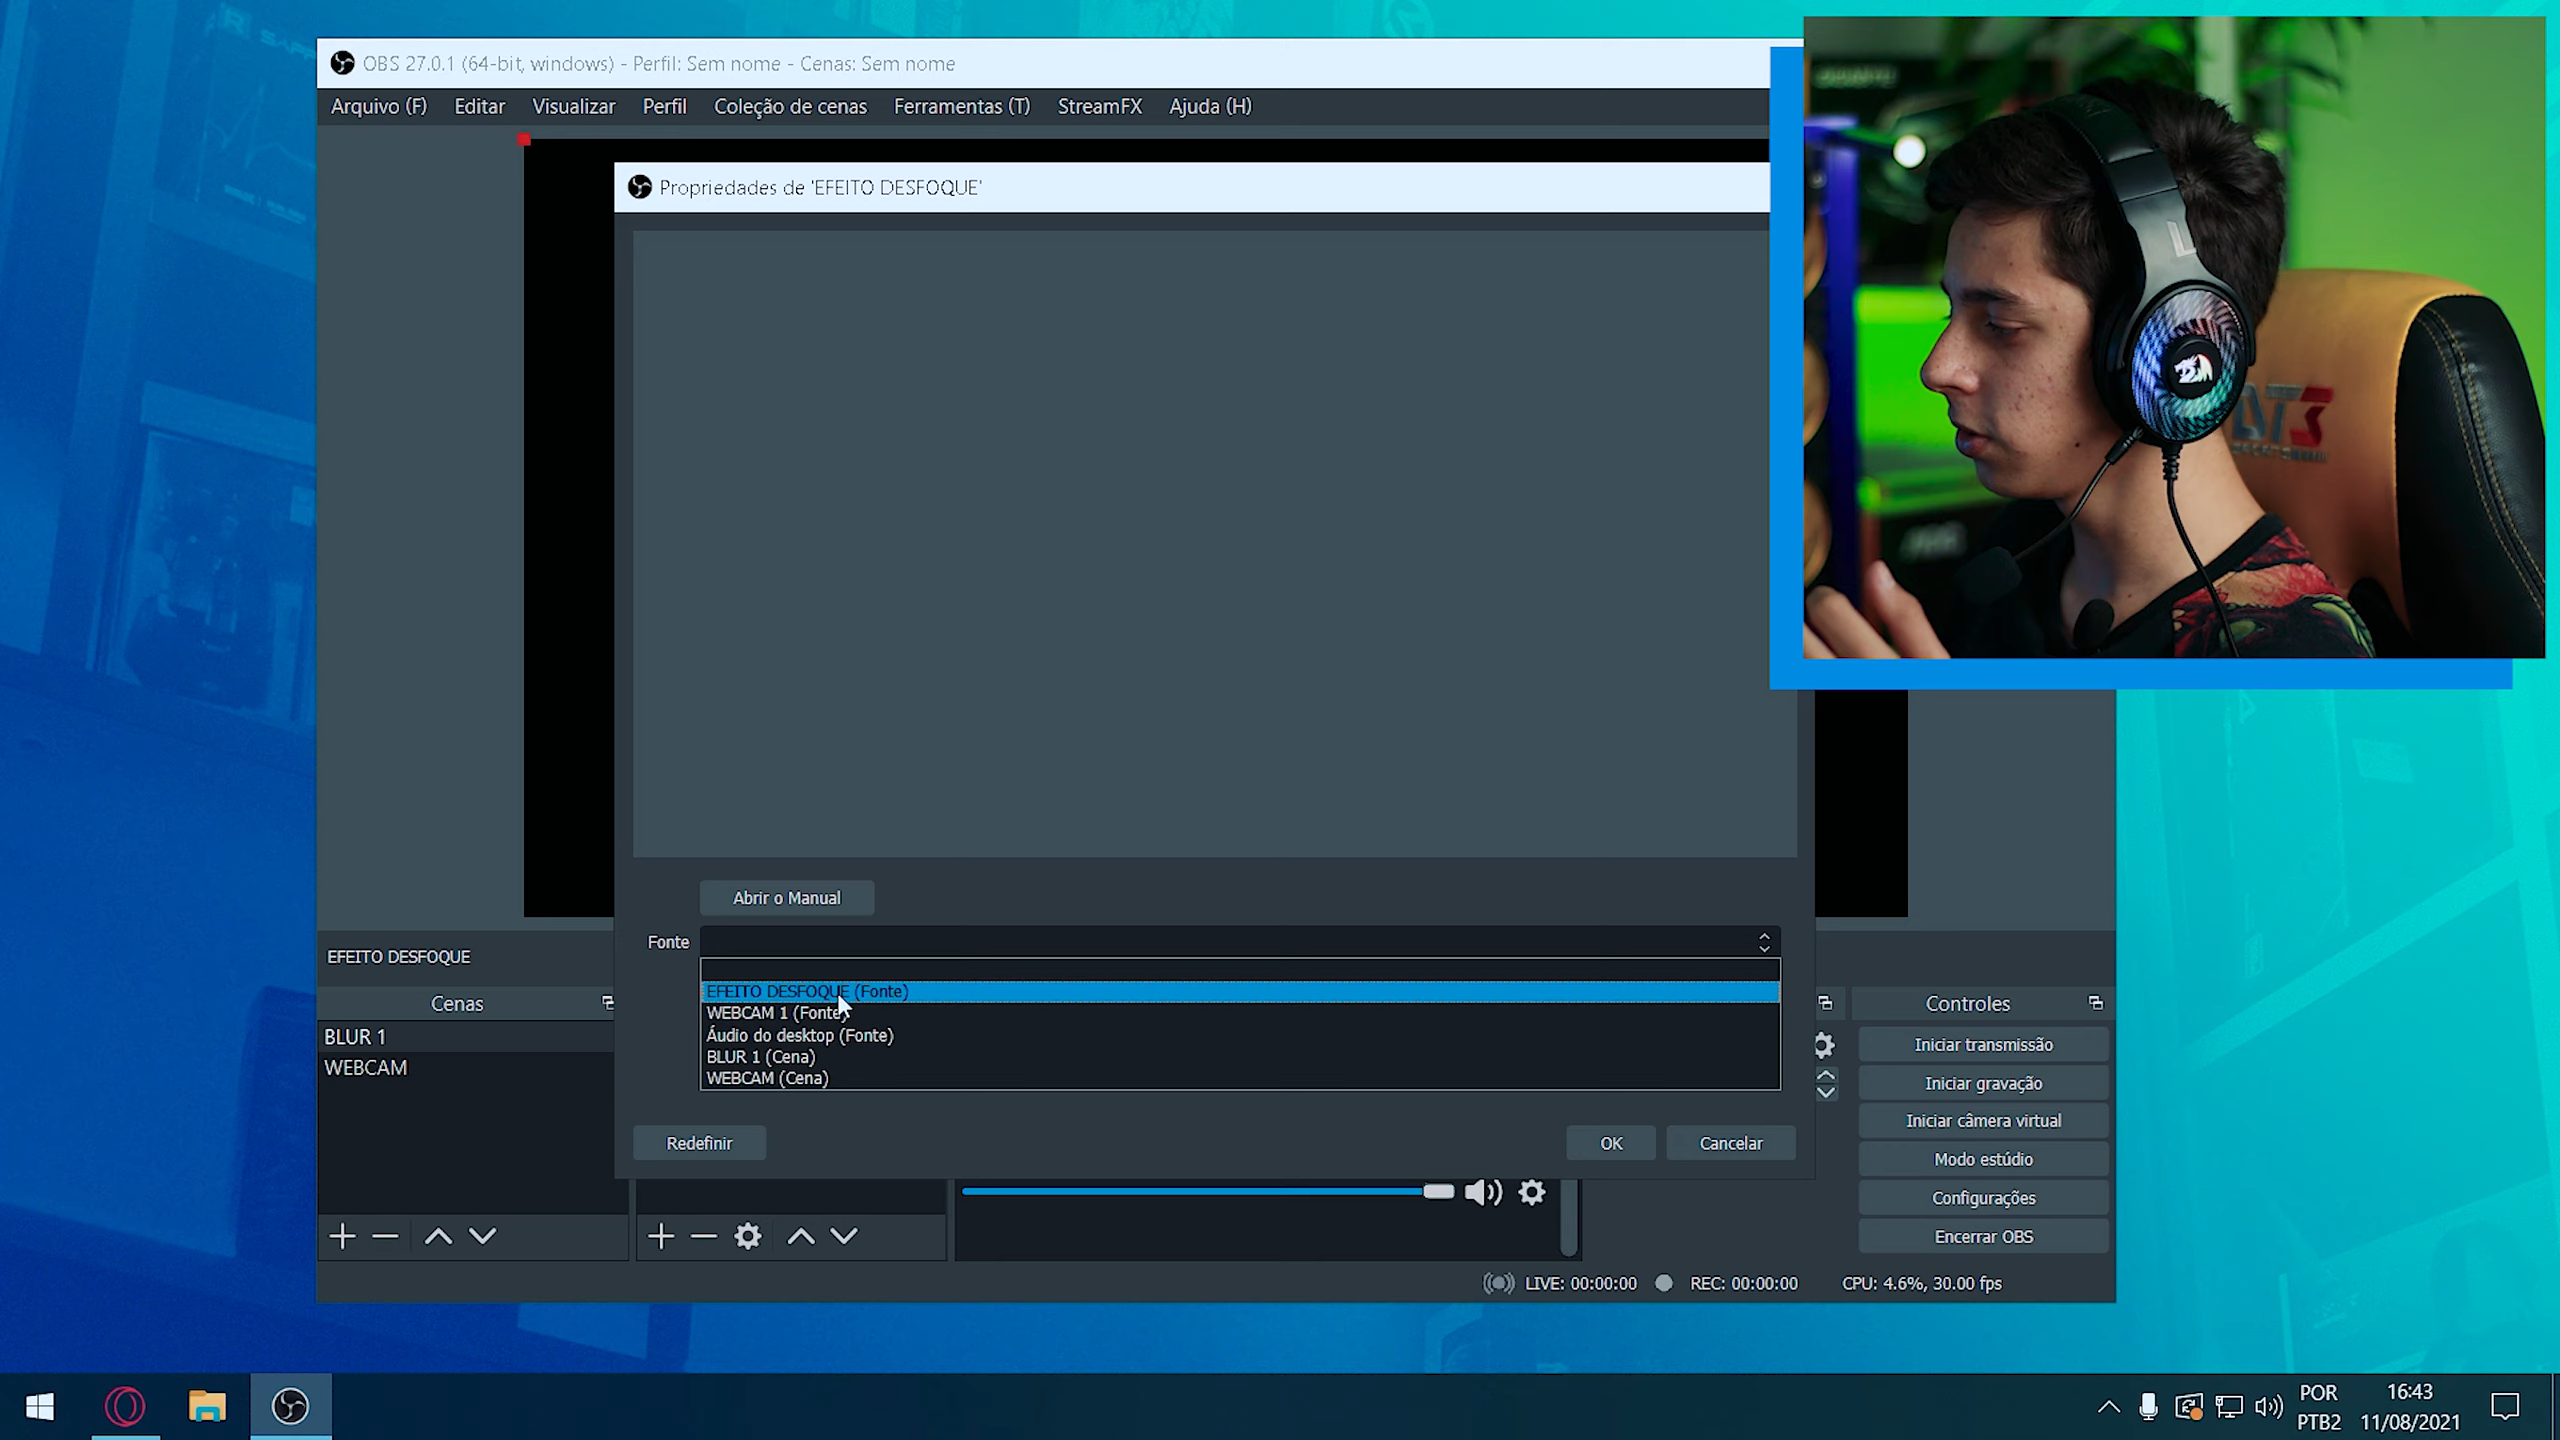 OBS 27.0.1 (64-bit, windows) - Perfil: Sem nome - Cenas: Sem nome
Arquivo (F) Editar Visualizar Perfil Coleção de cenas Ferramentas (T) StreamFX Ajuda (H)
Propriedades de 'EFEITO DESFOQUE'
DT3
Abrir o Manual
Fonte
EFEITO DESFOQUE (Fonte)
WEBCAM 1 (Fonte)
Áudio do desktop (Fonte)
BLUR 1 (Cena)
WEBCAM (Cena)
Redefinir
OK
Cancelar
EFEITO DESFOQUE
Cenas
BLUR 1
WEBCAM
Controles
Iniciar transmissão
Iniciar gravação
Iniciar câmera virtual
Modo estúdio
Configurações
Encerrar OBS
LIVE: 00:00:00 REC: 00:00:00 CPU: 4.6%, 30.00 fps
POR
PTB2
16:43
11/08/2021